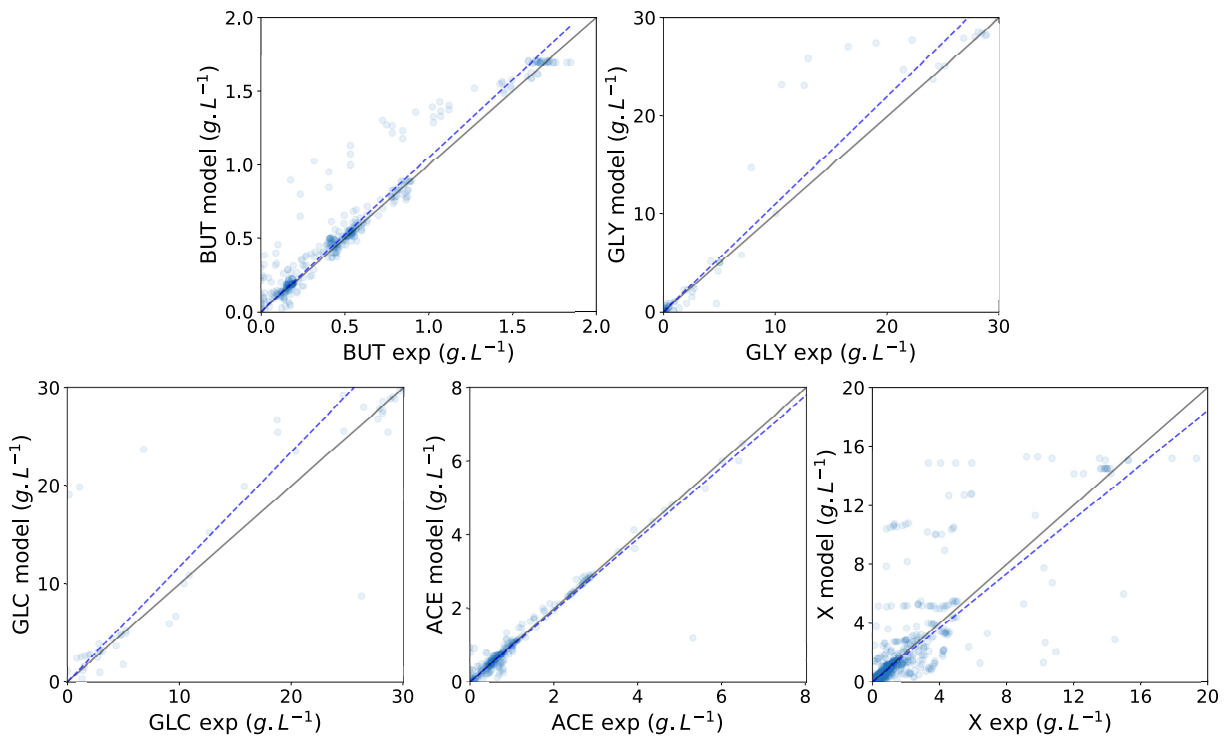 2.0
1.5
1.0
0.5
0.0
BUT model (g.L⁻¹)
0.0 0.5 1.0 1.5 2.0
BUT exp (g.L⁻¹)
30
20
10
0
GLY model (g.L⁻¹)
0 10 20 30
GLY exp (g.L⁻¹)
30
20
10
0
GLC model (g.L⁻¹)
0 10 20 30
GLC exp (g.L⁻¹)
8
6
4
2
0
ACE model (g.L⁻¹)
0 2 4 6 8
ACE exp (g.L⁻¹)
20
16
12
8
4
0
X model (g.L⁻¹)
0 4 8 12 16 20
X exp (g.L⁻¹)